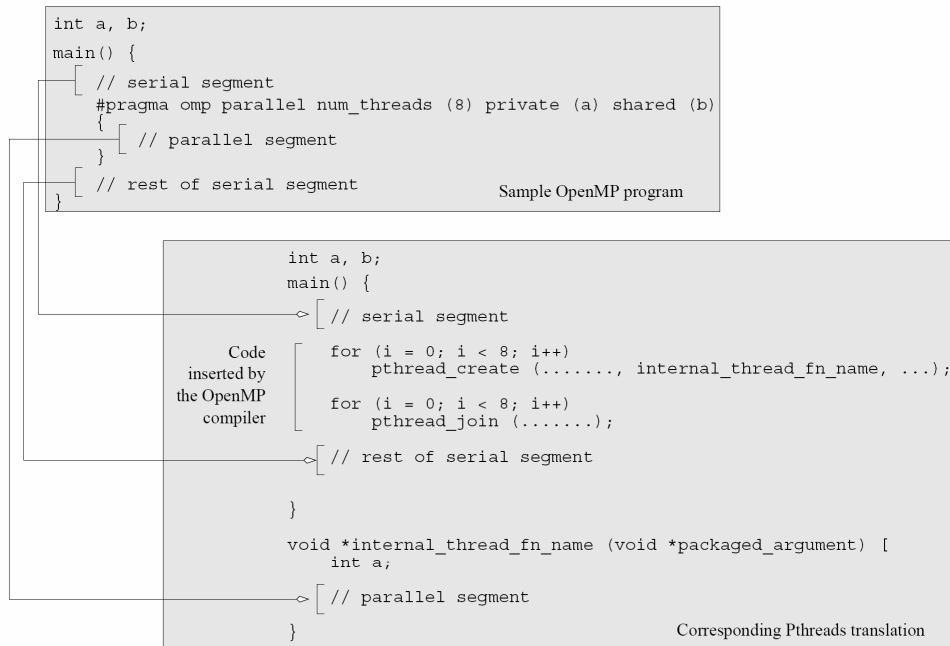 int a, b;
main() {
// serial segment
#pragma omp parallel num_threads (8) private (a) shared (b)
{
// parallel segment
}
// rest of serial segment
}
Sample OpenMP program
int a, b;
main() {
// serial segment
Code
inserted by
the OpenMP
compiler
for (i = 0; i < 8; i++)
pthread_create (......., internal_thread_fn_name, ...);
for (i = 0; i < 8; i++)
pthread_join (.......);
// rest of serial segment
}
void *internal_thread_fn_name (void *packaged_argument) [
int a;
// parallel segment
}
Corresponding Pthreads translation